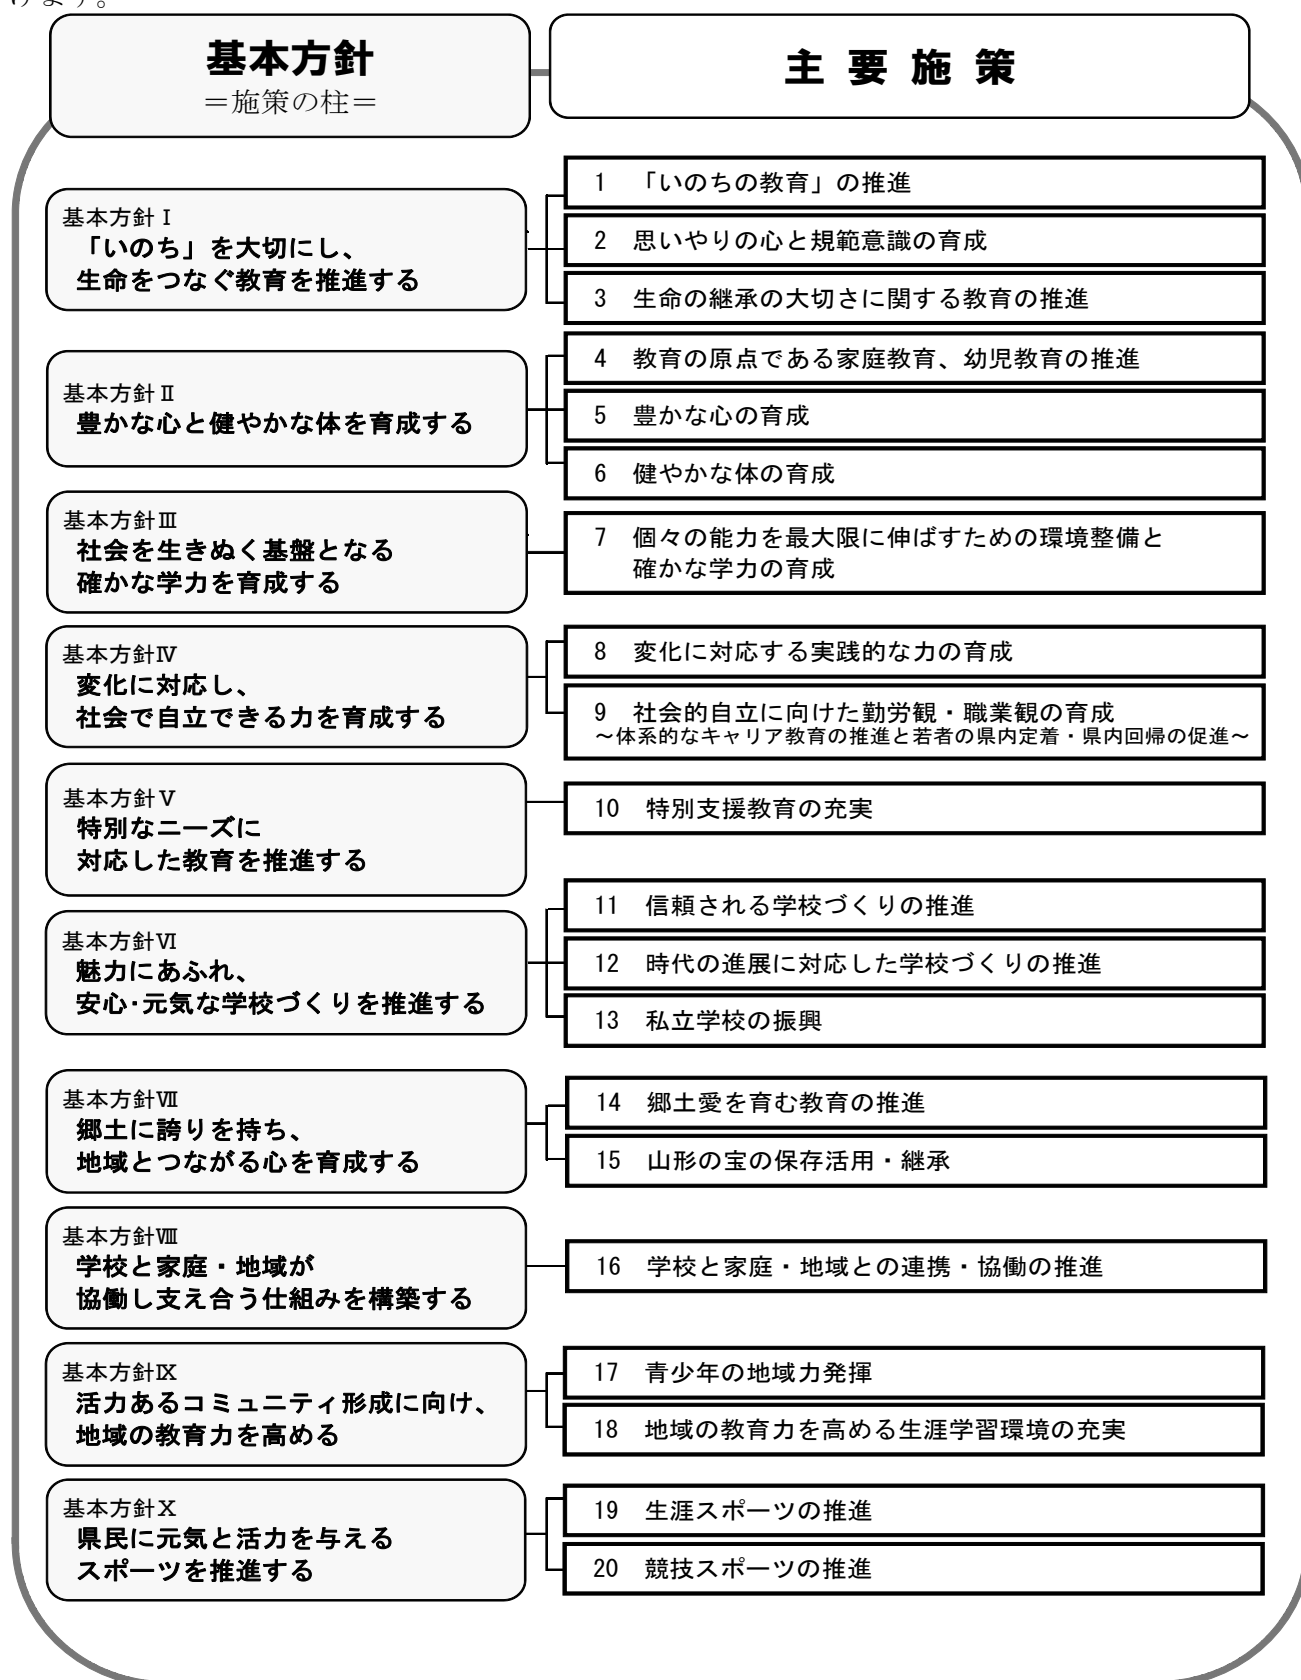 けます。
基本方針
＝施策の柱＝
主 要 施 策
基本方針Ⅰ
「いのち」を大切にし、
生命をつなぐ教育を推進する
1 「いのちの教育」の推進
2 思いやりの心と規範意識の育成
3 生命の継承の大切さに関する教育の推進
基本方針Ⅱ
豊かな心と健やかな体を育成する
4 教育の原点である家庭教育、幼児教育の推進
5 豊かな心の育成
6 健やかな体の育成
基本方針Ⅲ
社会を生きぬく基盤となる
確かな学力を育成する
7 個々の能力を最大限に伸ばすための環境整備と
確かな学力の育成
基本方針Ⅳ
変化に対応し、
社会で自立できる力を育成する
8 変化に対応する実践的な力の育成
9 社会的自立に向けた勤労観・職業観の育成
～体系的なキャリア教育の推進と若者の県内定着・県内回帰の促進～
基本方針Ⅴ
特別なニーズに
対応した教育を推進する
10 特別支援教育の充実
基本方針Ⅵ
魅力にあふれ、
安心・元気な学校づくりを推進する
11 信頼される学校づくりの推進
12 時代の進展に対応した学校づくりの推進
13 私立学校の振興
基本方針Ⅶ
郷土に誇りを持ち、
地域とつながる心を育成する
14 郷土愛を育む教育の推進
15 山形の宝の保存活用・継承
基本方針Ⅷ
学校と家庭・地域が
協働し支え合う仕組みを構築する
16 学校と家庭・地域との連携・協働の推進
基本方針Ⅸ
活力あるコミュニティ形成に向け、
地域の教育力を高める
17 青少年の地域力発揮
18 地域の教育力を高める生涯学習環境の充実
基本方針Ⅹ
県民に元気と活力を与える
スポーツを推進する
19 生涯スポーツの推進
20 競技スポーツの推進